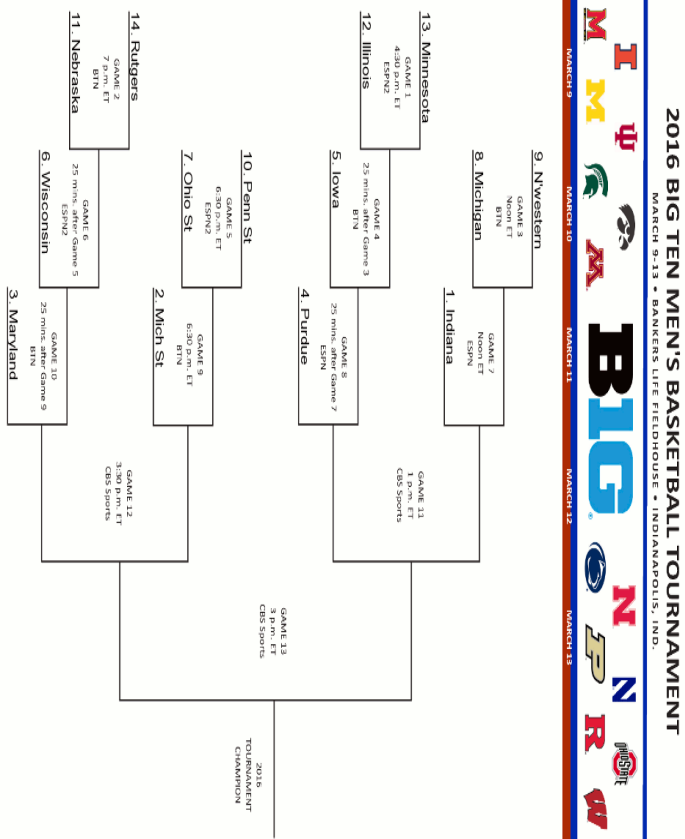 2016 BIG TEN MEN'S BASKETBALL TOURNAMENT
MARCH 9-13 • BANKERS LIFE FIELDHOUSE • INDIANAPOLIS, IND.
BIG
OHIO STATE
MARCH 9
MARCH 10
MARCH 11
MARCH 12
MARCH 13
9. N'western
GAME 3
Noon ET
BTN
8. Michigan
GAME 7
Noon ET
ESPN
1. Indiana
13. Minnesota
GAME 1
4:30 p.m. ET
ESPN2
12. Illinois
GAME 4
25 mins. after Game 3
BTN
5. Iowa
GAME 8
25 mins. after Game 7
ESPN
4. Purdue
GAME 11
1 p.m. ET
CBS Sports
10. Penn St
GAME 5
6:30 p.m. ET
ESPN2
7. Ohio St
GAME 9
6:30 p.m. ET
BTN
2. Mich St
14. Rutgers
GAME 2
7 p.m. ET
BTN
11. Nebraska
GAME 6
25 mins. after Game 5
ESPN2
6. Wisconsin
GAME 10
25 mins. after Game 9
BTN
3. Maryland
GAME 12
3:30 p.m. ET
CBS Sports
GAME 13
3 p.m. ET
CBS Sports
2016
TOURNAMENT
CHAMPION